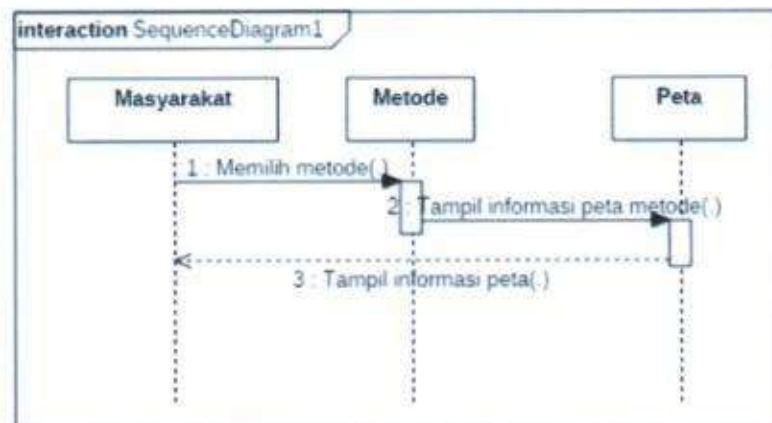 interaction SequenceDiagram1
Masyarakat
Metode
Peta
1 : Memilih metode(.)
2 : Tampil informasi peta metode(.)
3 : Tampil informasi peta(.)